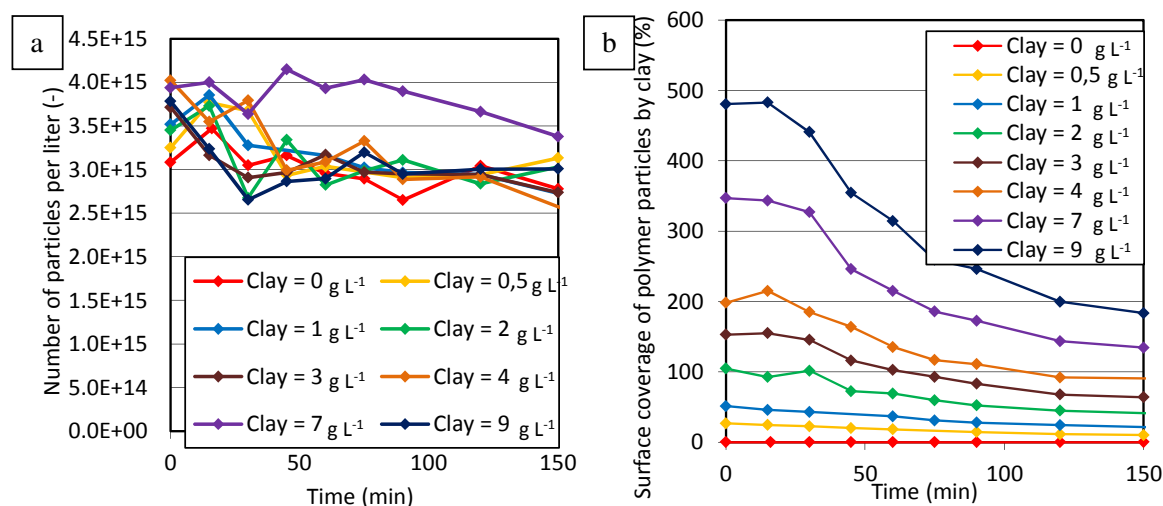 a
Number of particles per liter (-)
4.5E+15
4.0E+15
3.5E+15
3.0E+15
2.5E+15
2.0E+15
1.5E+15
1.0E+15
5.0E+14
0.0E+00
Clay = 0 g L-1
Clay = 0,5 g L-1
Clay = 1 g L-1
Clay = 2 g L-1
Clay = 3 g L-1
Clay = 4 g L-1
Clay = 7 g L-1
Clay = 9 g L-1
0 50 100 150
Time (min)
b
Surface coverage of polymer particles by clay (%)
600
500
400
300
200
100
0
Clay = 0 g L-1
Clay = 0,5 g L-1
Clay = 1 g L-1
Clay = 2 g L-1
Clay = 3 g L-1
Clay = 4 g L-1
Clay = 7 g L-1
Clay = 9 g L-1
0 50 100 150
Time (min)